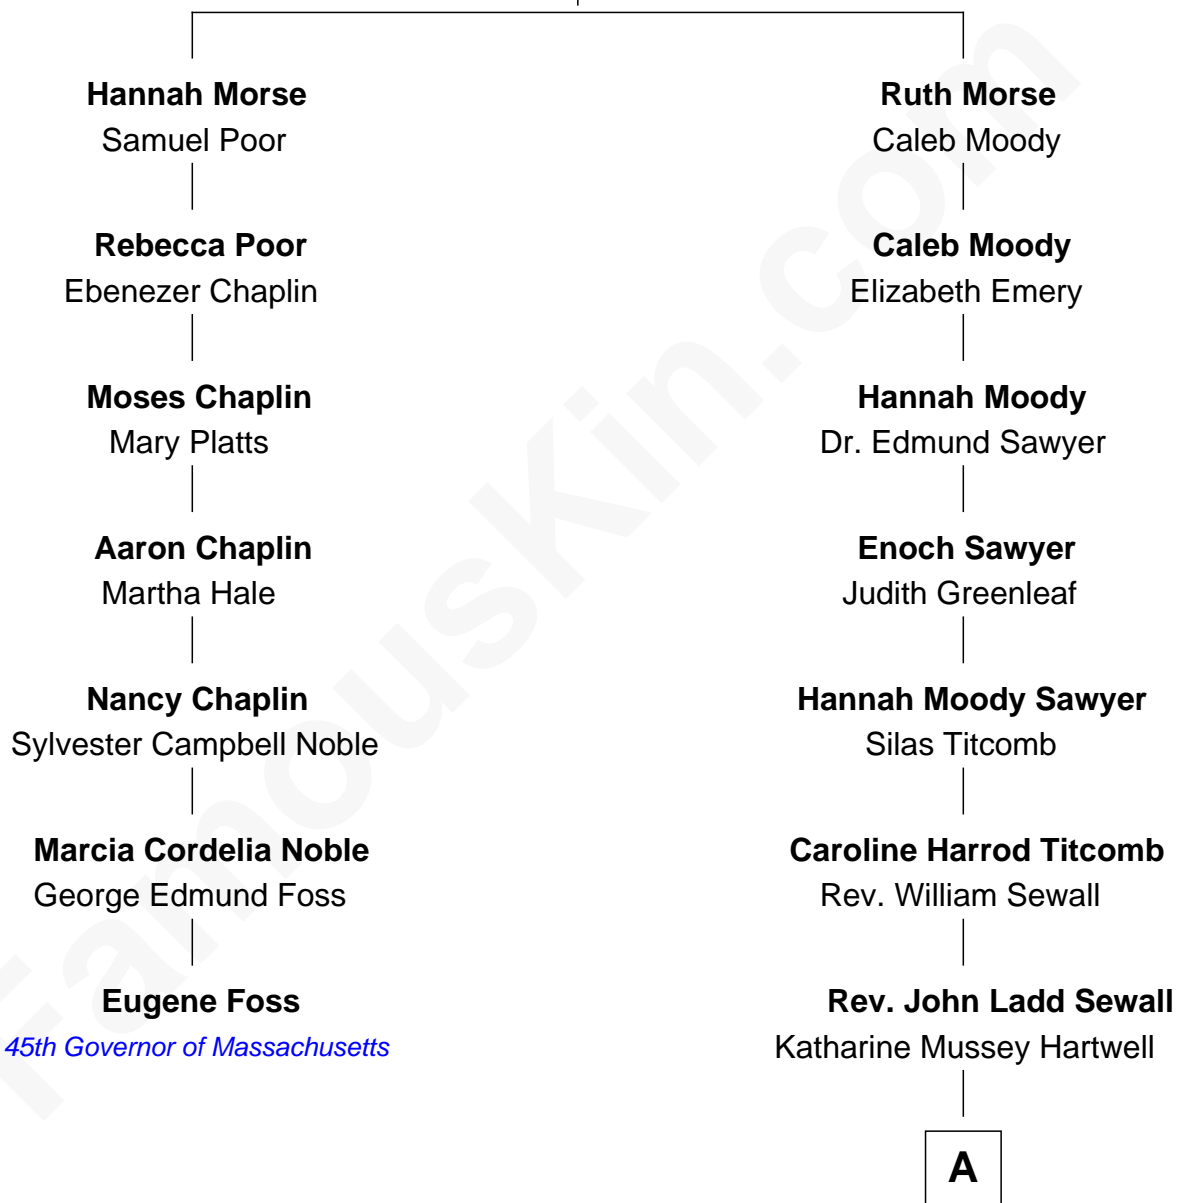 Hannah Morse
Samuel Poor
Ruth Morse
Caleb Moody
Rebecca Poor
Ebenezer Chaplin
Caleb Moody
Elizabeth Emery
Moses Chaplin
Mary Platts
Hannah Moody
Dr. Edmund Sawyer
Aaron Chaplin
Martha Hale
Enoch Sawyer
Judith Greenleaf
Nancy Chaplin
Sylvester Campbell Noble
Hannah Moody Sawyer
Silas Titcomb
Marcia Cordelia Noble
George Edmund Foss
Caroline Harrod Titcomb
Rev. William Sewall
Eugene Foss
45th Governor of Massachusetts
Rev. John Ladd Sewall
Katharine Mussey Hartwell
A
FamousKin.com